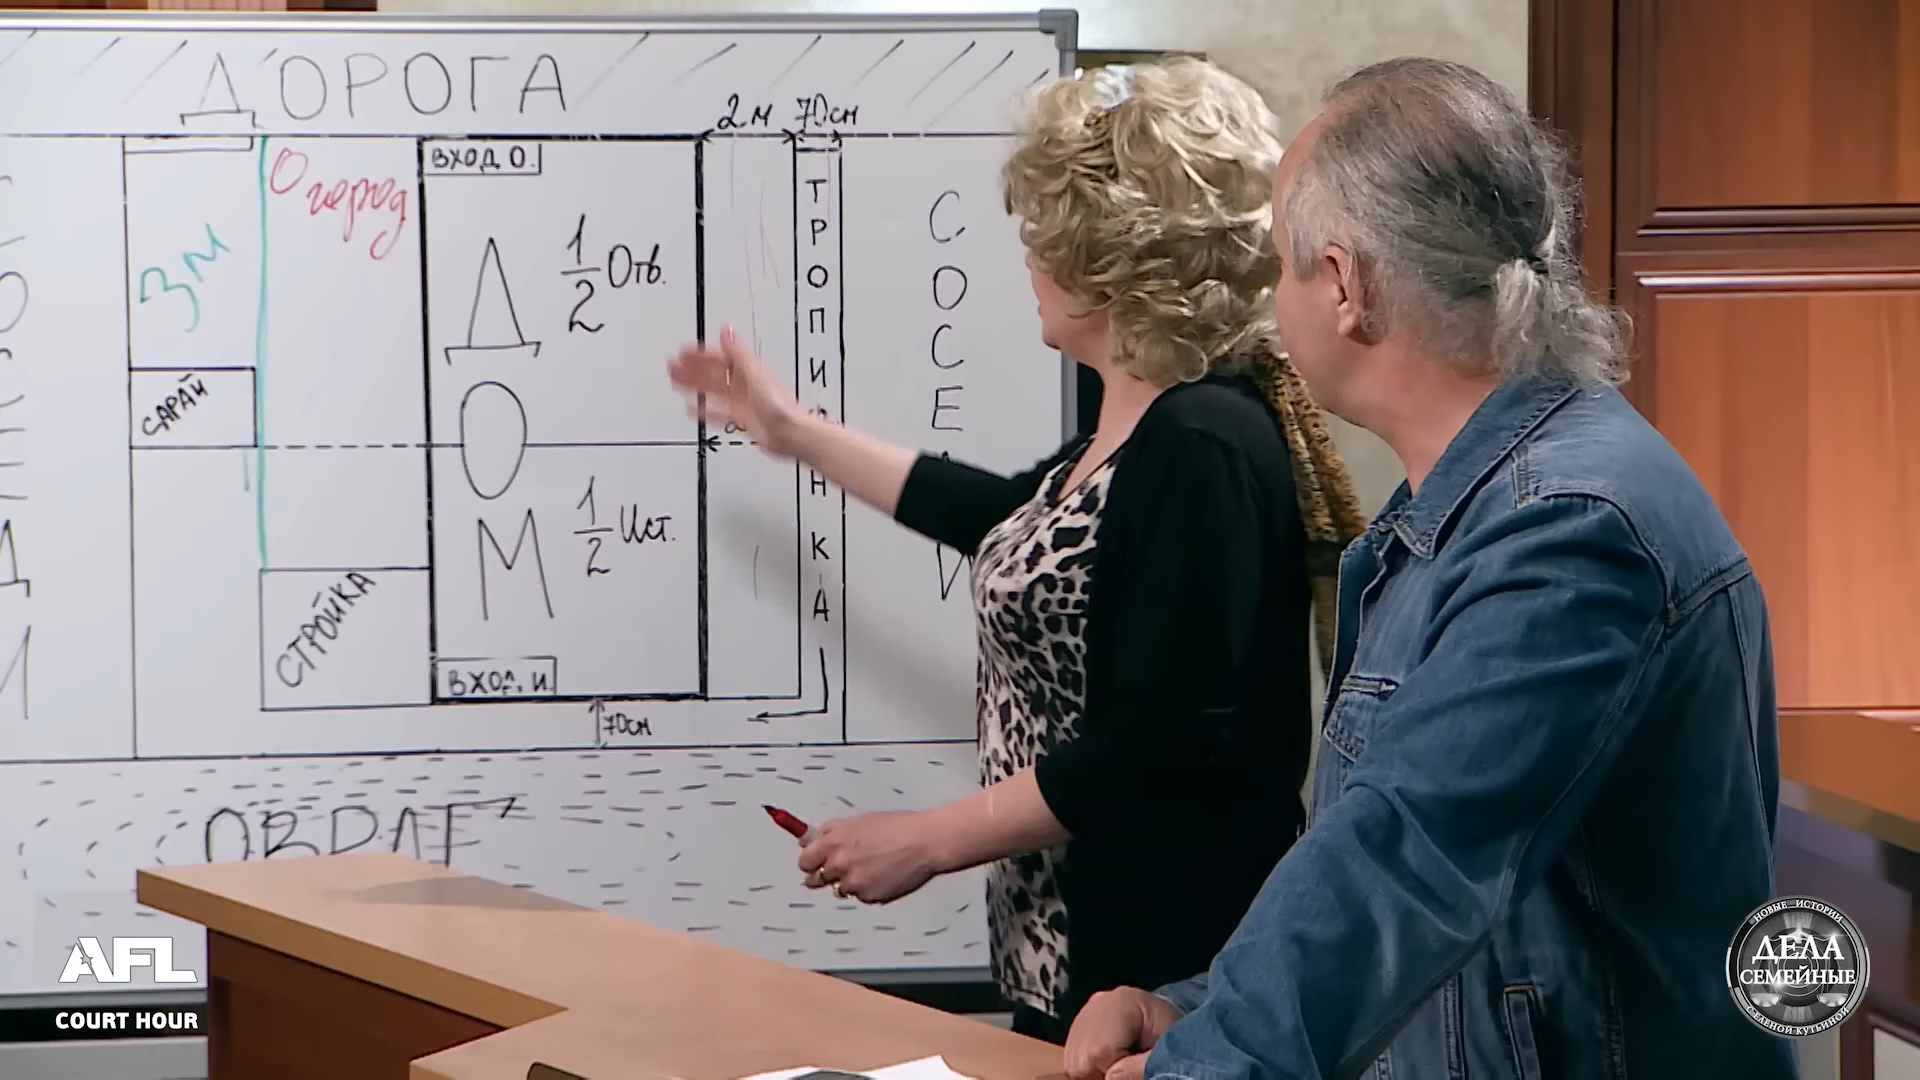 ДОРОГА
2м 70см
ВХОД О.
Огород
3м
1/2 Отв.
ТРОПИНКА
СОСЕДИ
САРАЙ
ДОМ
1/2 Ист.
СТРОЙКА
ВХОД И
70см
ОВРАГ
AFL
COURT HOUR
НОВЫЕ ИСТОРИИ
ДЕЛА
СЕМЕЙНЫЕ
С ЕЛЕНОЙ КУТЬИНОЙ